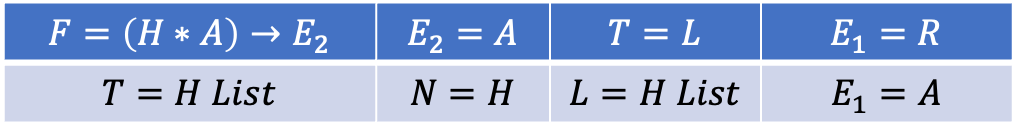 F = (H * A) → E₂ E₂ = A T = L E₁ = R
T = H List N = H L = H List E₁ = A